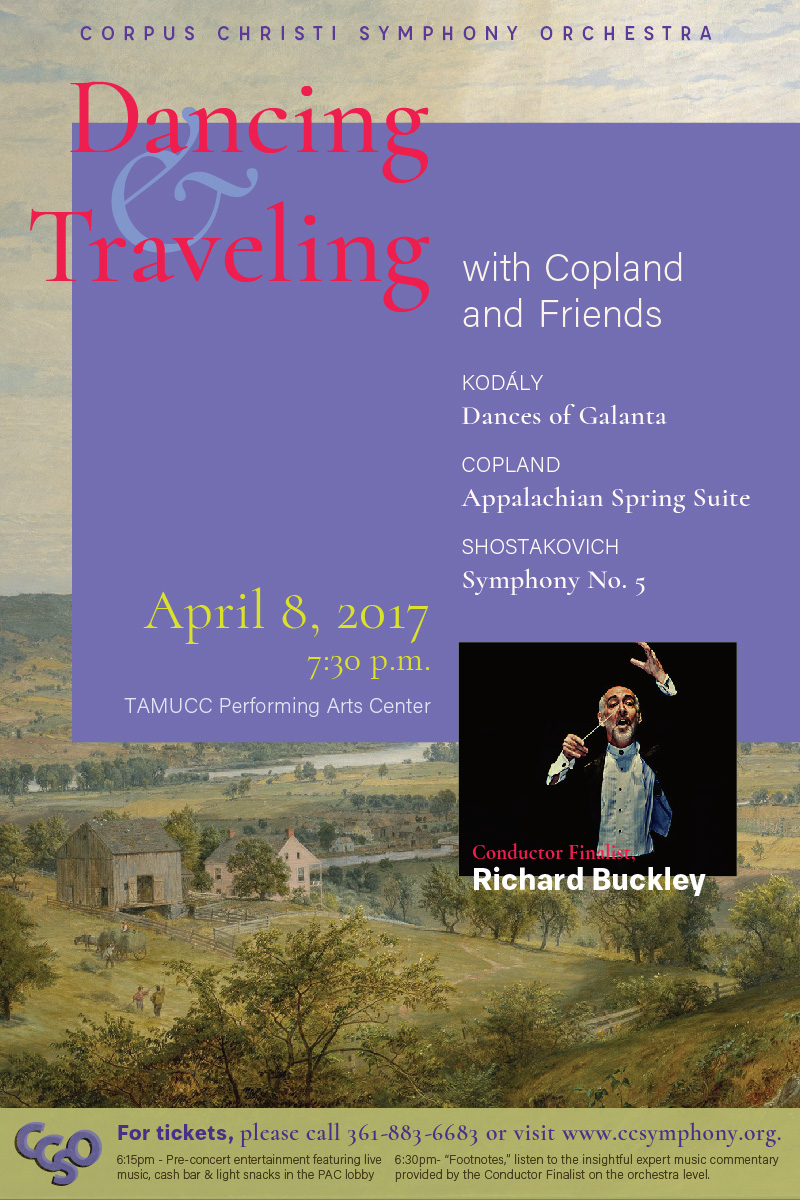 CORPUS CHRISTI SYMPHONY ORCHESTRA
Dancing
&
Traveling
with Copland
and Friends
KODÁLY
Dances of Galanta
COPLAND
Appalachian Spring Suite
SHOSTAKOVICH
Symphony No. 5
April 8, 2017
7:30 p.m.
TAMUCC Performing Arts Center
Conductor Finalist,
Richard Buckley
CCSO
For tickets, please call 361-883-6683 or visit www.ccsymphony.org.
6:15pm - Pre-concert entertainment featuring live
music, cash bar & light snacks in the PAC lobby
6:30pm- “Footnotes,” listen to the insightful expert music commentary
provided by the Conductor Finalist on the orchestra level.